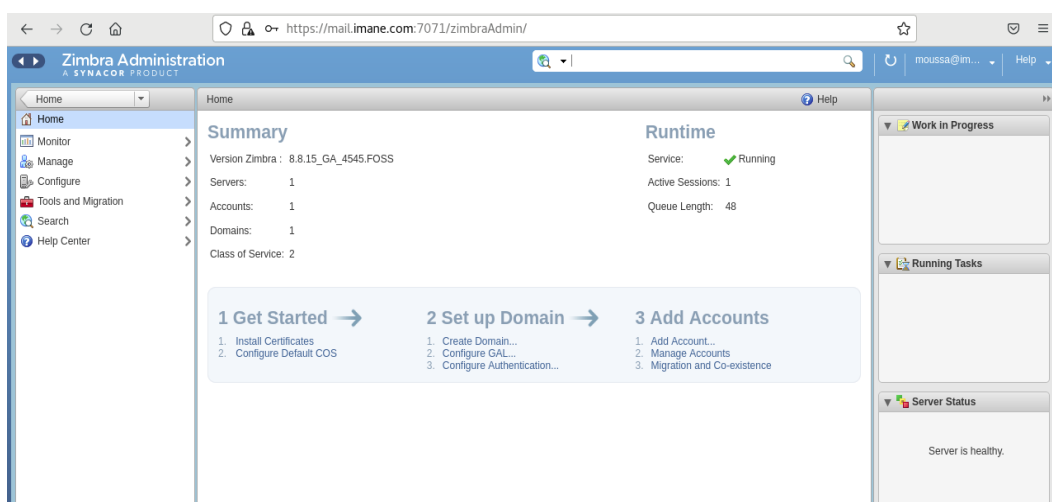 https://mail.imane.com:7071/zimbraAdmin/
Zimbra Administration
A SYNACOR PRODUCT
moussa@im...
Help
Home
Home
Monitor
Manage
Configure
Tools and Migration
Search
Help Center
Home
Help
Summary
Version Zimbra : 8.8.15_GA_4545.FOSS
Servers: 1
Accounts: 1
Domains: 1
Class of Service: 2
Runtime
Service: Running
Active Sessions: 1
Queue Length: 48
1 Get Started
1. Install Certificates
2. Configure Default COS
2 Set up Domain
1. Create Domain...
2. Configure GAL...
3. Configure Authentication...
3 Add Accounts
1. Add Account...
2. Manage Accounts
3. Migration and Co-existence
Work in Progress
Running Tasks
Server Status
Server is healthy.